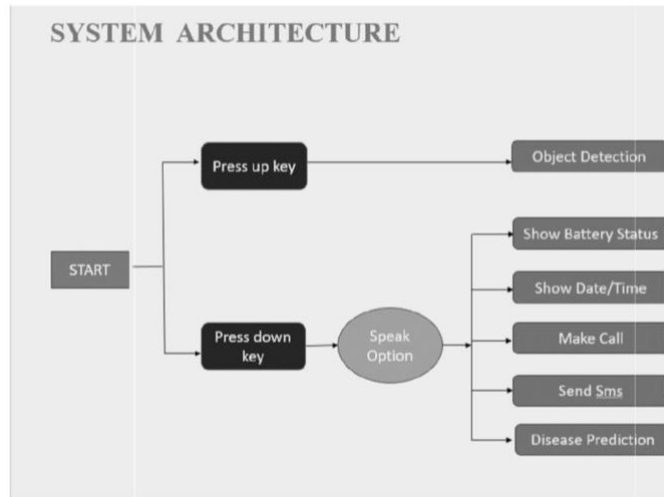 SYSTEM ARCHITECTURE
Press up key
Object Detection
START
Show Battery Status
Show Date/Time
Press down
key
Speak
Option
Make Call
Send Sms
Disease Prediction